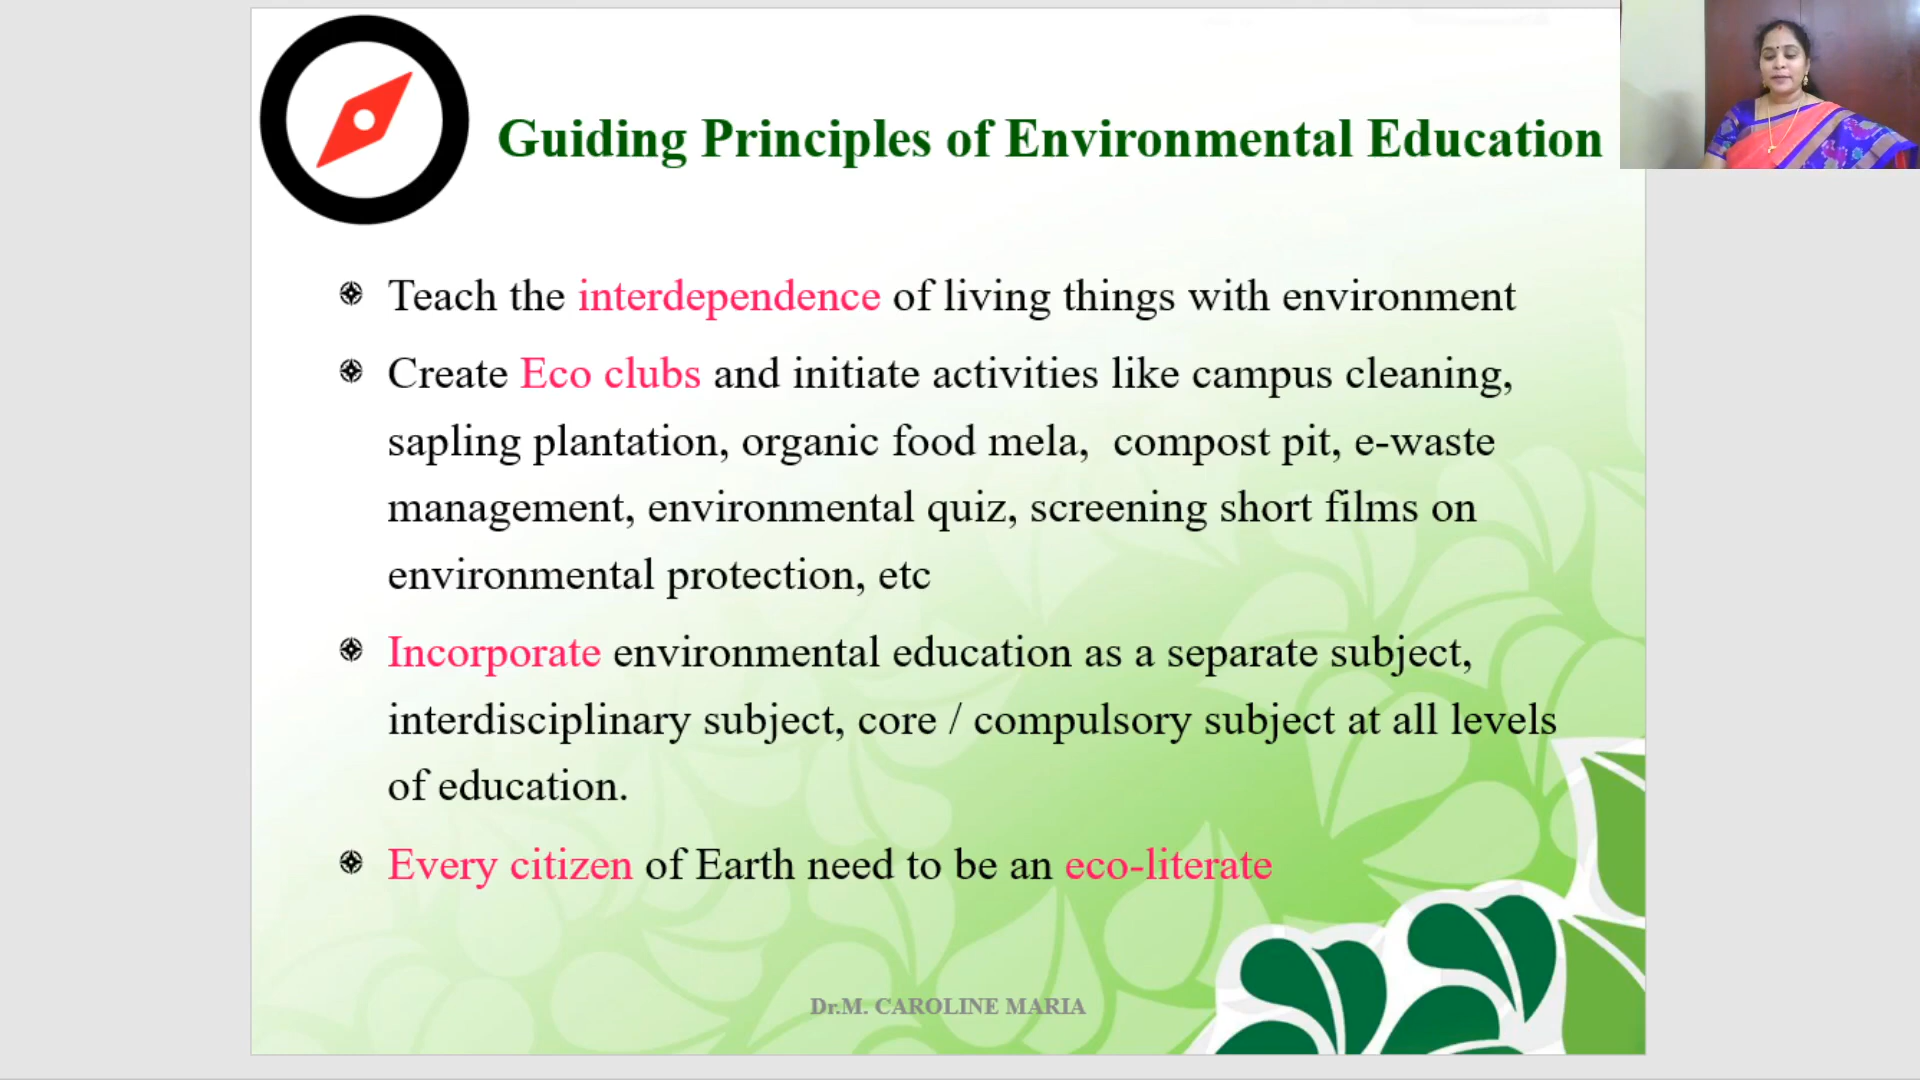 Guiding Principles of Environmental Education
Teach the interdependence of living things with environment
Create Eco clubs and initiate activities like campus cleaning,
sapling plantation, organic food mela,  compost pit, e-waste
management, environmental quiz, screening short films on
environmental protection, etc
Incorporate environmental education as a separate subject,
interdisciplinary subject, core / compulsory subject at all levels
of education.
Every citizen of Earth need to be an eco-literate
Dr.M. CAROLINE MARIA